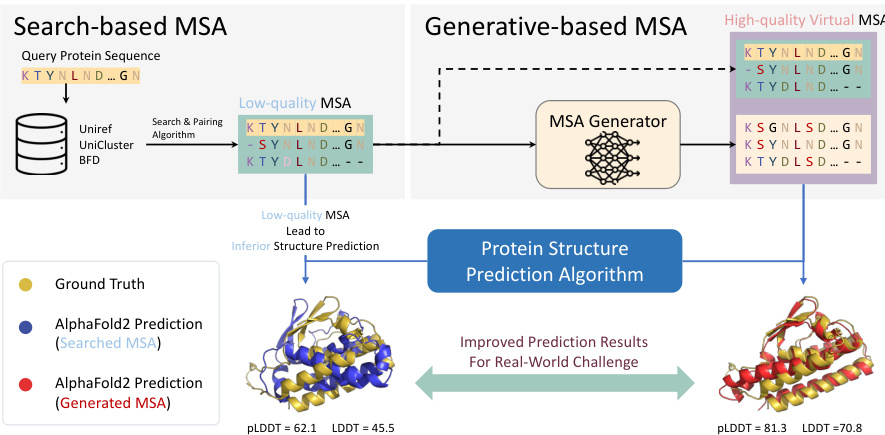 Search-based MSA
Query Protein Sequence
K T Y N L N D ... G N
Uniref
UniCluster
BFD
Search & Pairing
Algorithm
Low-quality MSA
K T Y N L N D ... G N
- S Y N L N D ... G N
K T Y D L N D ... - -
Generative-based MSA
MSA Generator
High-quality Virtual MSA
K T Y N L N D ... G N
- S Y N L N D ... G N
K T Y D L N D ... - -
K S G N L S D ... G N
K S Y N L N D ... G N
K T Y D L S D ... G N
Low-quality MSA
Lead to
Inferior Structure Prediction
Protein Structure
Prediction Algorithm
Ground Truth
AlphaFold2 Prediction
(Searched MSA)
AlphaFold2 Prediction
(Generated MSA)
Improved Prediction Results
For Real-World Challenge
pLDDT = 62.1 LDDT = 45.5
pLDDT = 81.3 LDDT =70.8